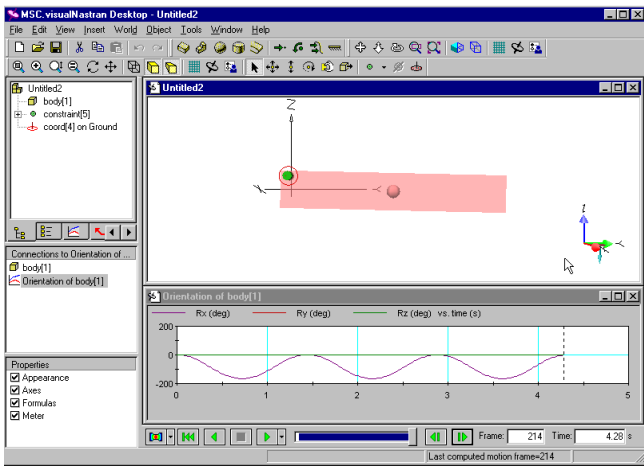 MSC.visualNastran Desktop - Untitled2
File Edit View Insert World Object Tools Window Help
Untitled2
body[1]
constraint[5]
coord[4] on Ground
Connections to Orientation of ...
body[1]
Orientation of body[1]
Properties
Appearance
Axes
Formulas
Meter
Untitled2
Z
Y
Orientation of body[1]
Rx (deg) Ry (deg) Rz (deg) vs. time (s)
200
0
-200
0 1 2 3 4 5
Frame: 214 Time: 4.28 s
Last computed motion frame=214